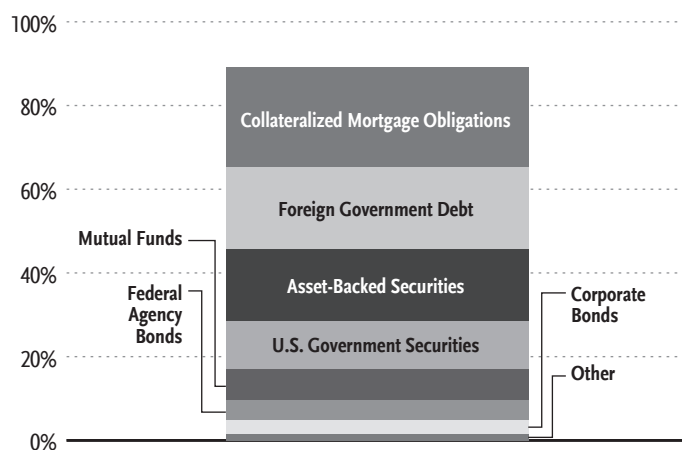 100%
80%
60%
40%
20%
0%
Collateralized Mortgage Obligations
Foreign Government Debt
Asset-Backed Securities
U.S. Government Securities
Mutual Funds
Federal
Agency
Bonds
Corporate
Bonds
Other